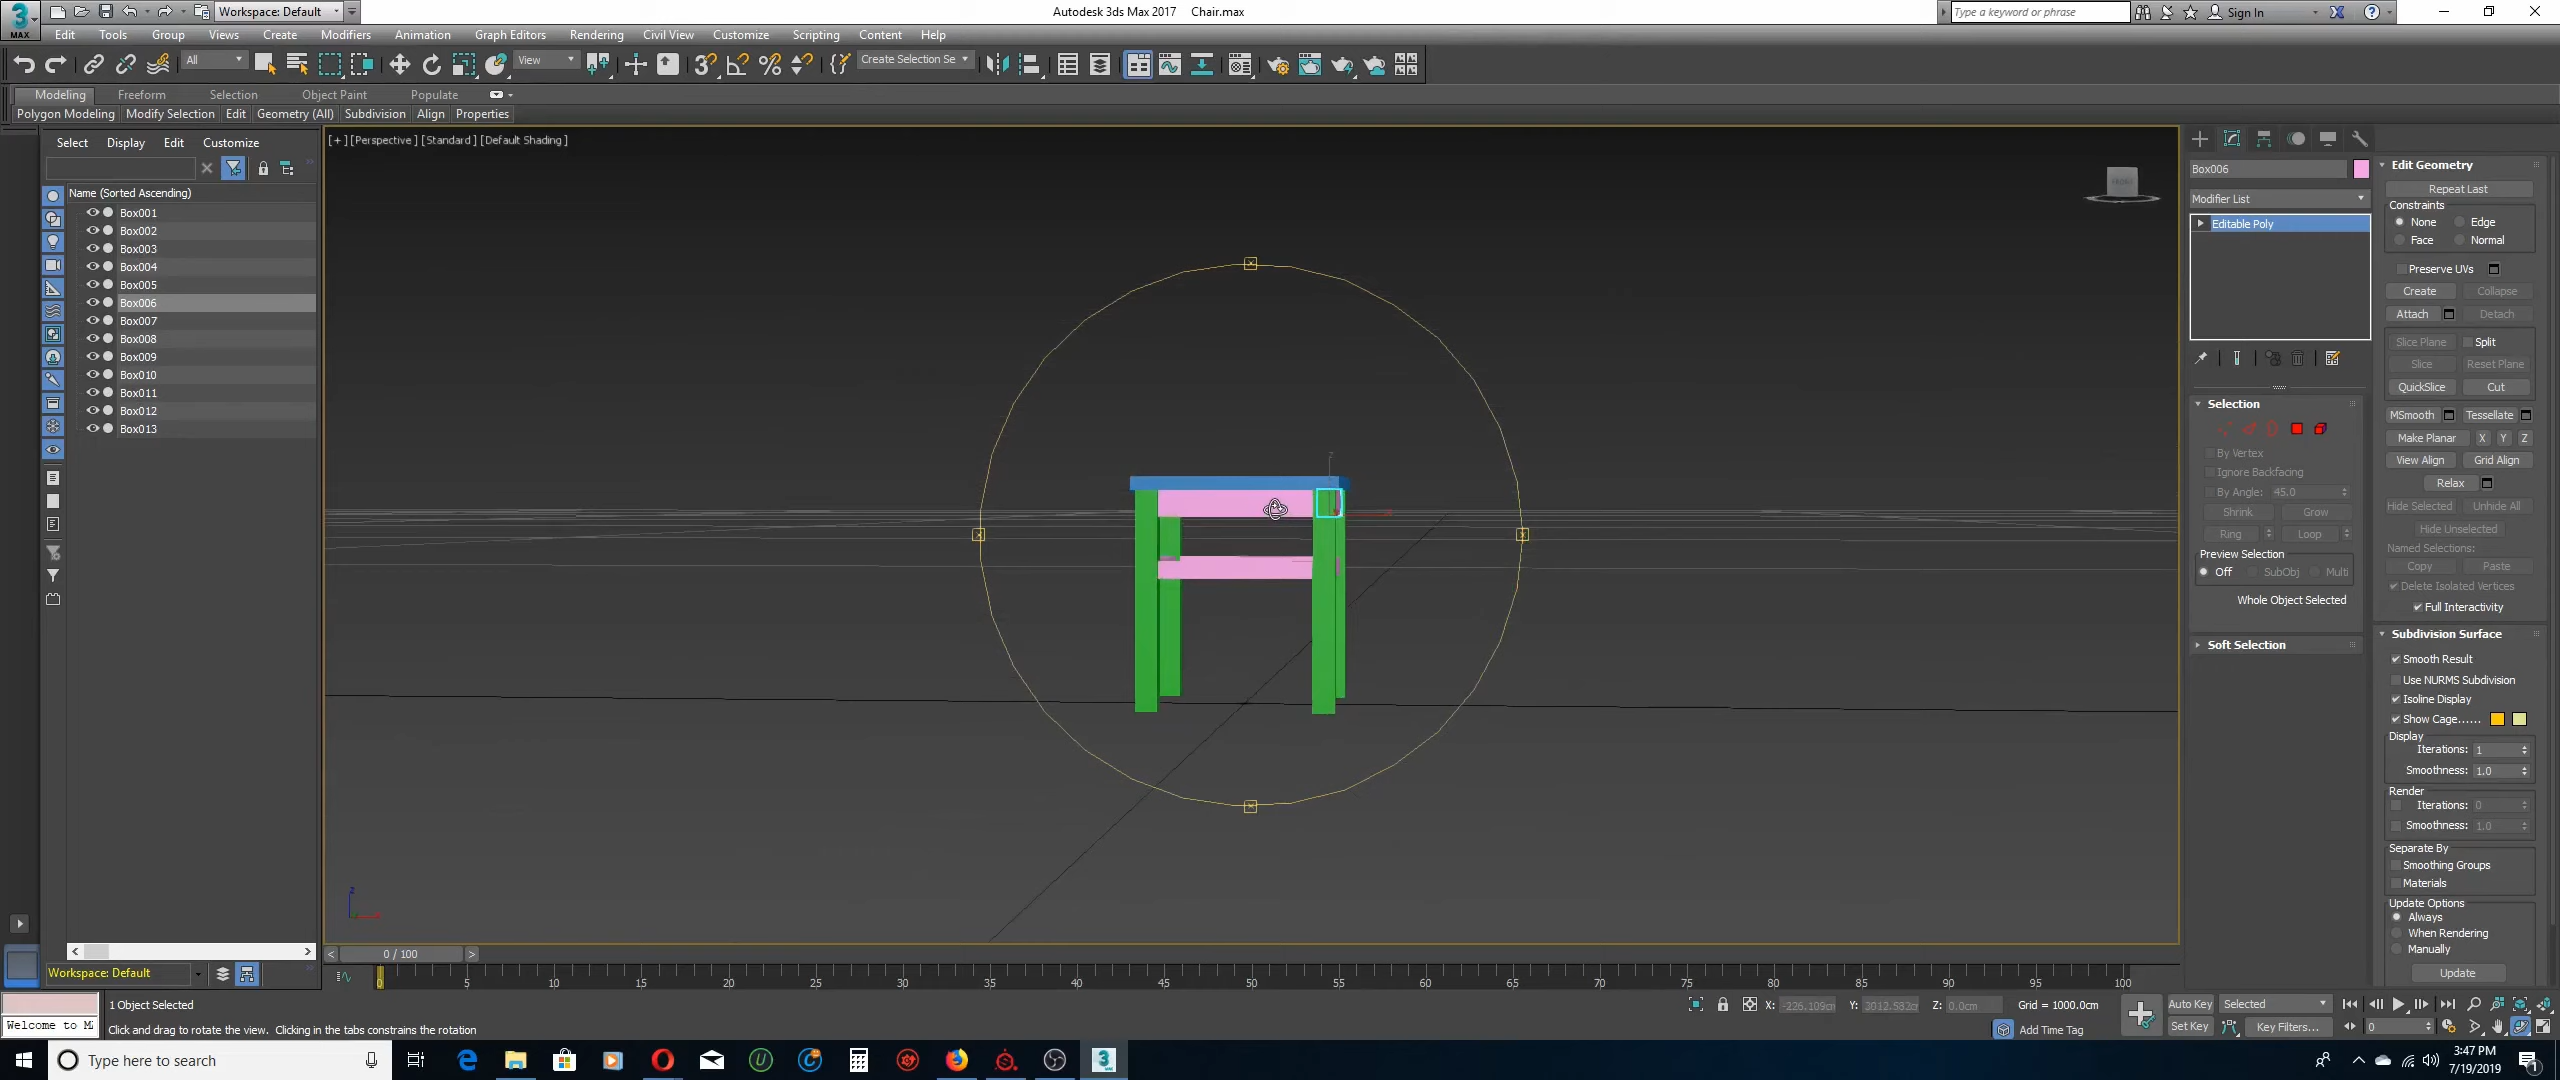 Workspace: Default
Autodesk 3ds Max 2017 Chair.max
Type a keyword or phrase
Sign In
3
MAX
Edit Tools Group Views Create Modifiers Animation Graph Editors Rendering Civil View Customize Scripting Content Help
All
View
Create Selection Se
Modeling Freeform Selection Object Paint Populate
Polygon Modeling Modify Selection Edit Geometry (All) Subdivision Align Properties
Select Display Edit Customize
Name (Sorted Ascending)
Box001
Box002
Box003
Box004
Box005
Box006
Box007
Box008
Box009
Box010
Box011
Box012
Box013
[+] [Perspective] [Standard] [Default Shading]
Box006
Modifier List
Editable Poly
Selection
By Vertex
Ignore Backfacing
By Angle: 45.0
Shrink Grow
Ring Loop
Preview Selection
Off SubObj Multi
Whole Object Selected
Soft Selection
Edit Geometry
Repeat Last
Constraints
None Edge
Face Normal
Preserve UVs
Create Collapse
Attach Detach
Slice Plane Split
Slice Reset Plane
QuickSlice Cut
MSmooth Tessellate
Make Planar X Y Z
View Align Grid Align
Relax
Hide Selected Unhide All
Hide Unselected
Named Selections:
Copy Paste
Delete Isolated Vertices
Full Interactivity
Subdivision Surface
Smooth Result
Use NURMS Subdivision
Isoline Display
Show Cage......
Display
Iterations: 1
Smoothness: 1.0
Render
Iterations: 0
Smoothness: 1.0
Separate By
Smoothing Groups
Materials
Update Options
Always
When Rendering
Manually
Update
z
0 / 100
Workspace: Default
0 5 10 15 20 25 30 35 40 45 50 55 60 65 70 75 80 85 90 95 100
1 Object Selected
X: -226.109cm Y: 2012.582cm Z: 0.0cm Grid = 1000.0cm
Auto Key Selected
Welcome to M
Click and drag to rotate the view. Clicking in the tabs constrains the rotation
Add Time Tag
Set Key Key Filters...
0
Type here to search
3:47 PM
7/19/2019